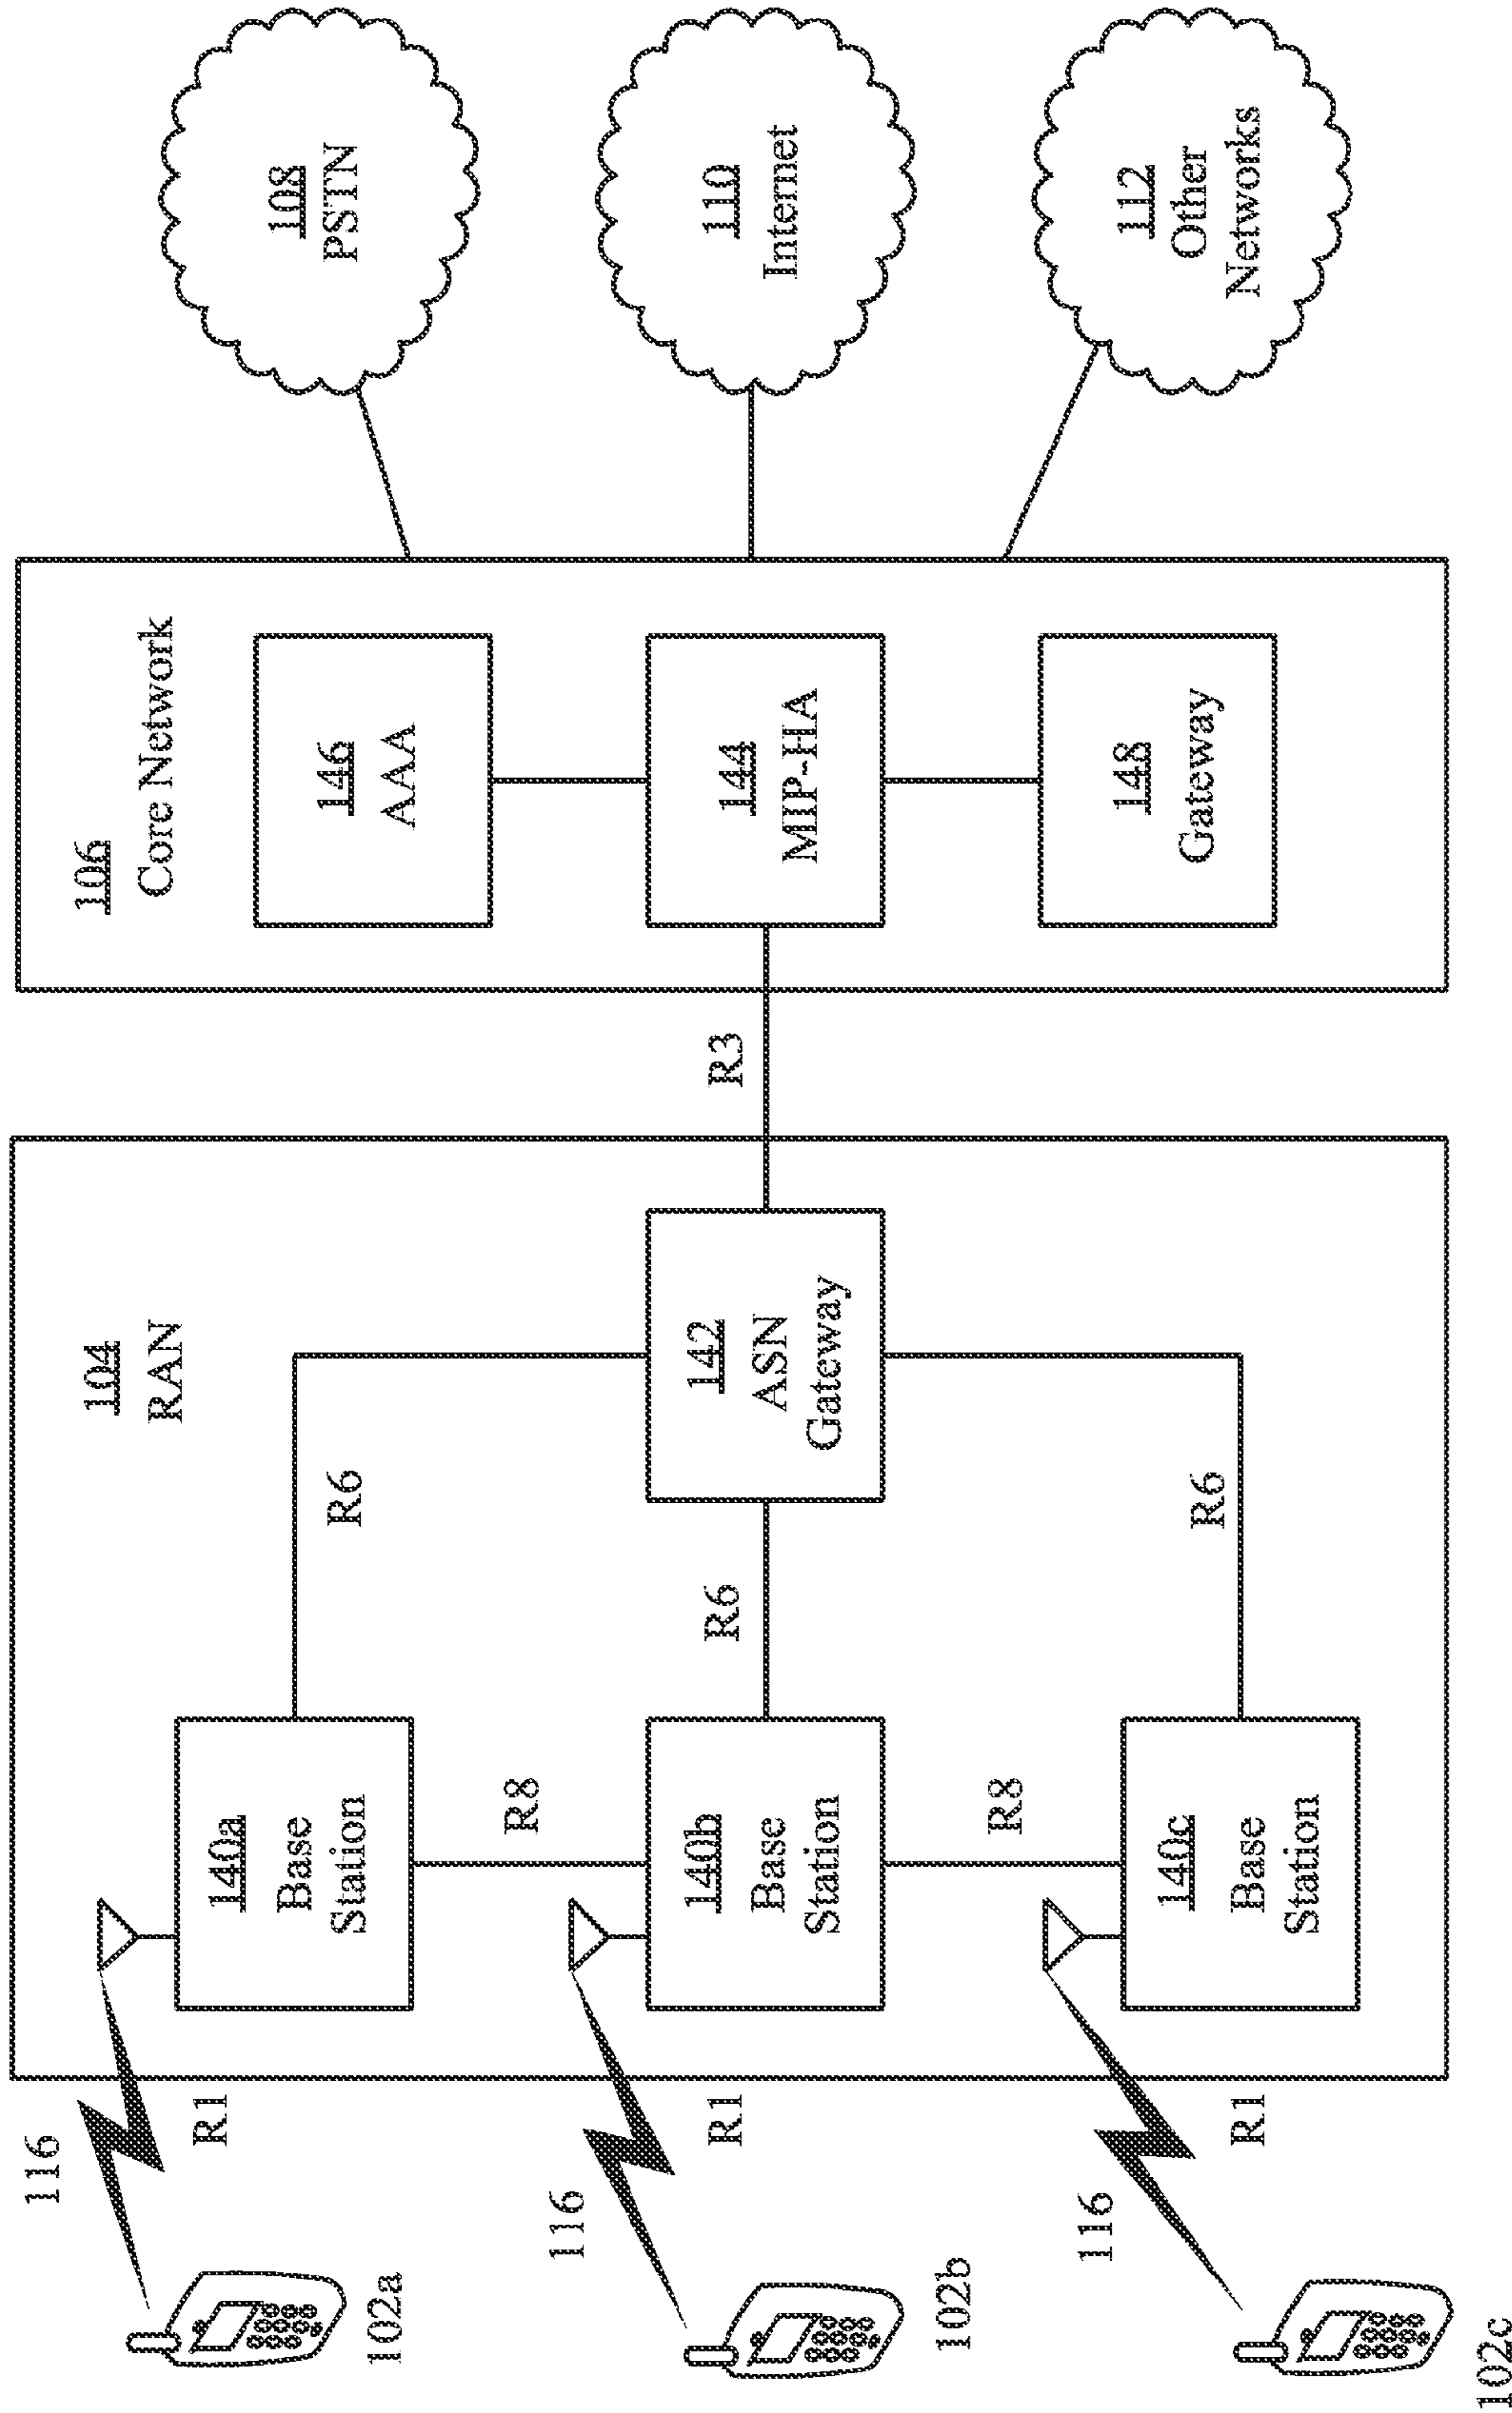 116
R1
102a
116
R1
102b
116
R1
102c
104
RAN
140a
Base
Station
R8
140b
Base
Station
R8
140c
Base
Station
R6
R6
R6
142
ASN
Gateway
R3
106
Core Network
146
AAA
144
MIP-HA
148
Gateway
108
PSTN
110
Internet
112
Other
Networks